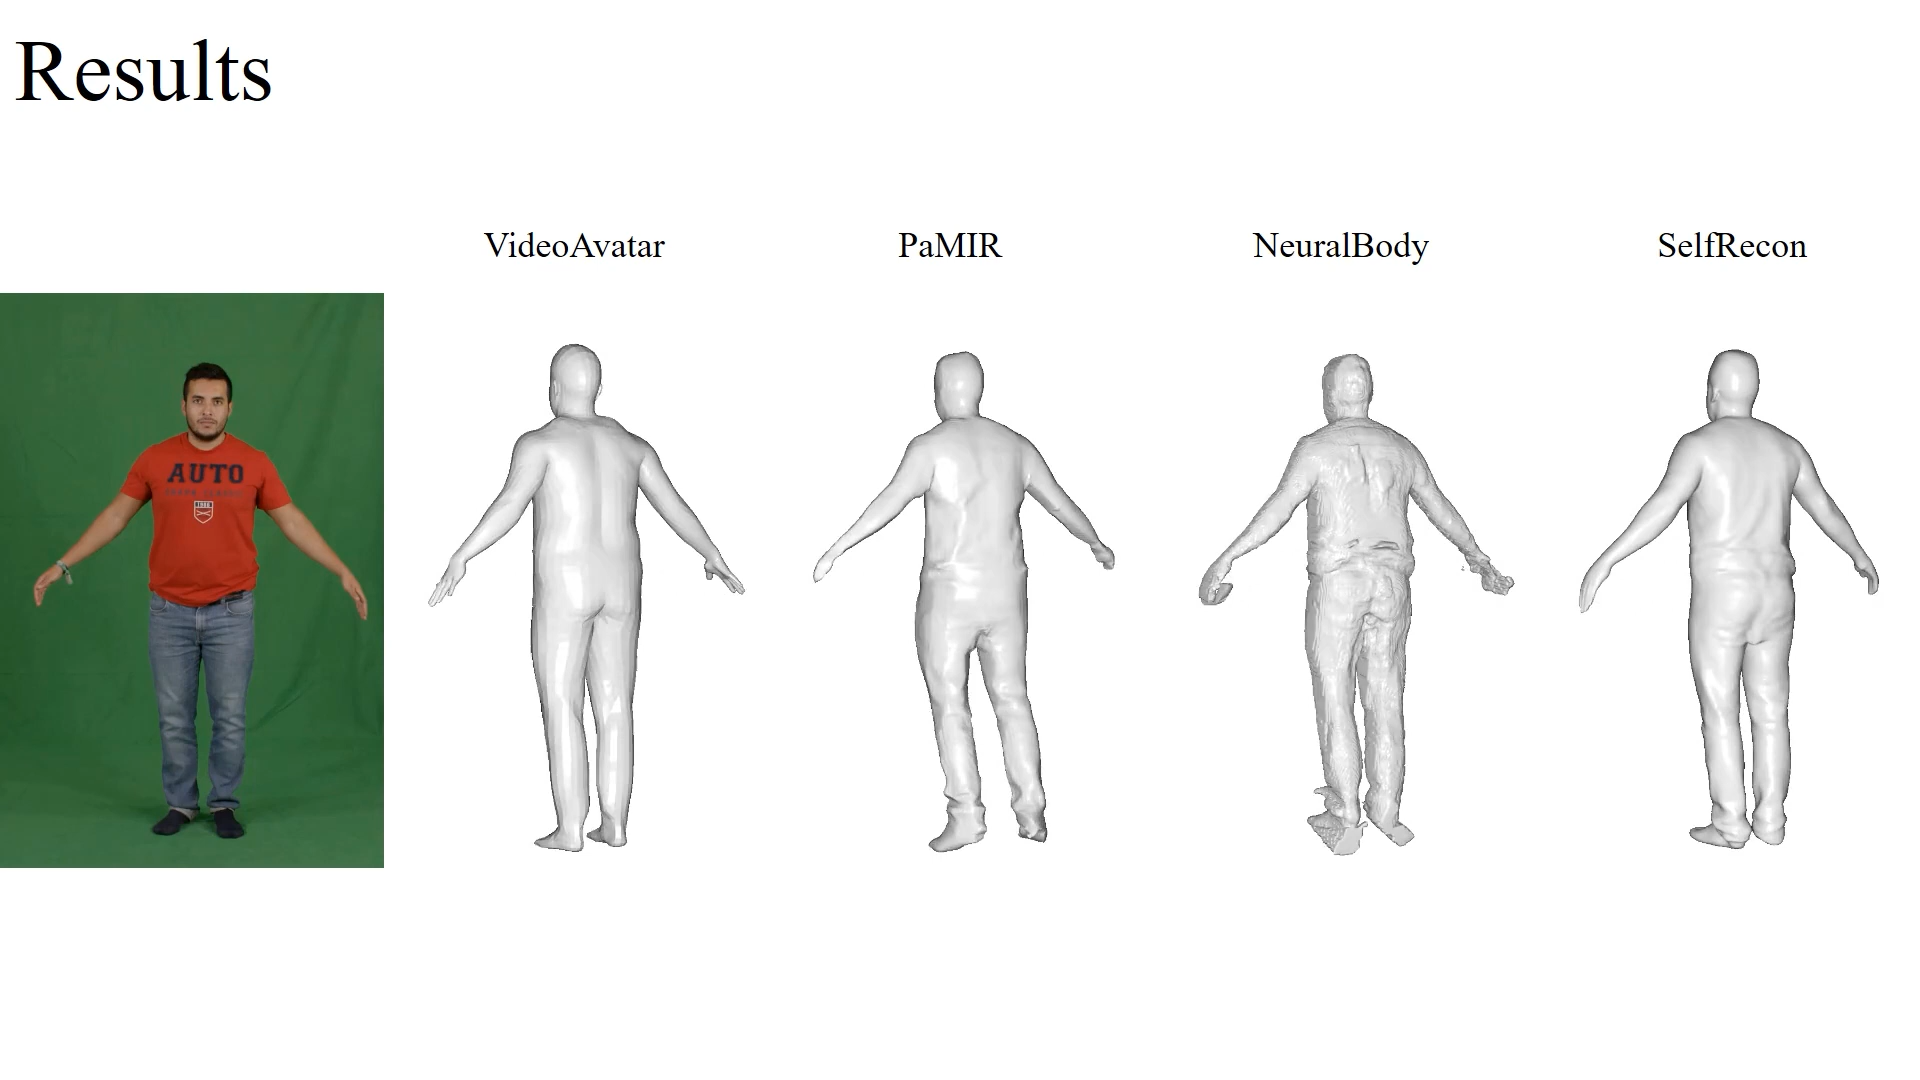 Results
VideoAvatar
PaMIR
NeuralBody
SelfRecon
AUTO